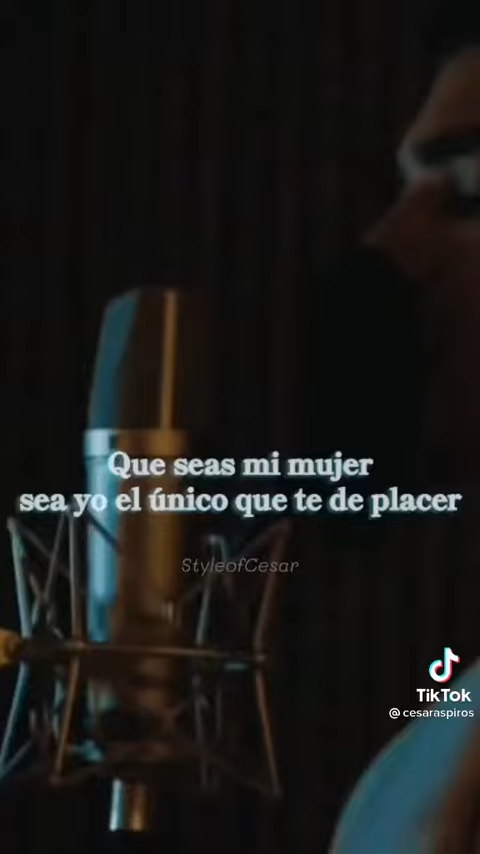 Que seas mi mujer
sea yo el único que te de placer
StyleofCesar
TikTok
@cesaraspiros